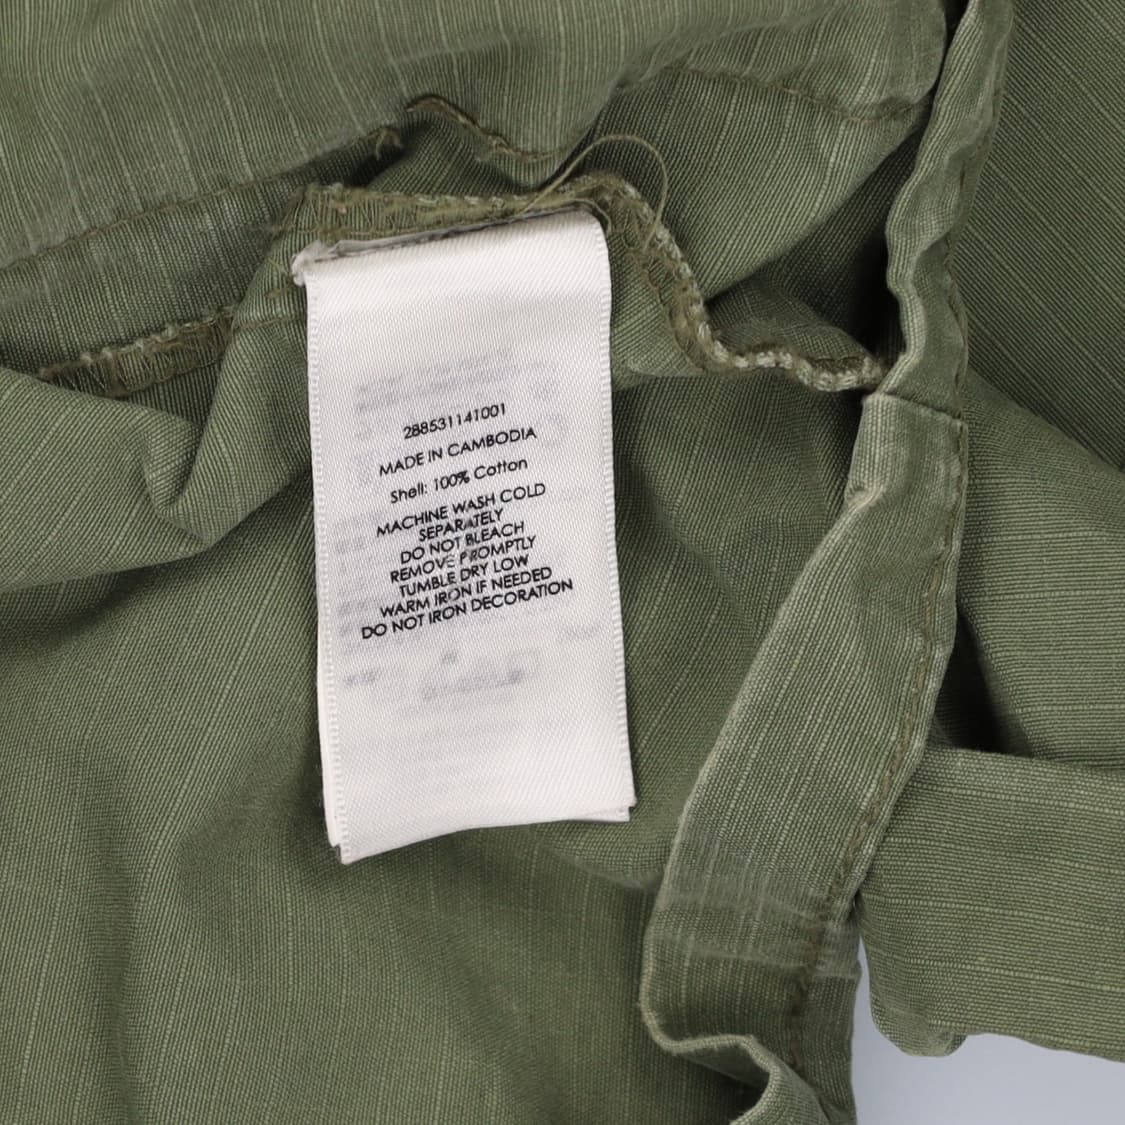 288531141001
MADE IN CAMBODIA
Shell: 100% Cotton
MACHINE WASH COLD
SEPARATELY
DO NOT BLEACH
REMOVE PROMPTLY
TUMBLE DRY LOW
WARM IRON IF NEEDED
DO NOT IRON DECORATION